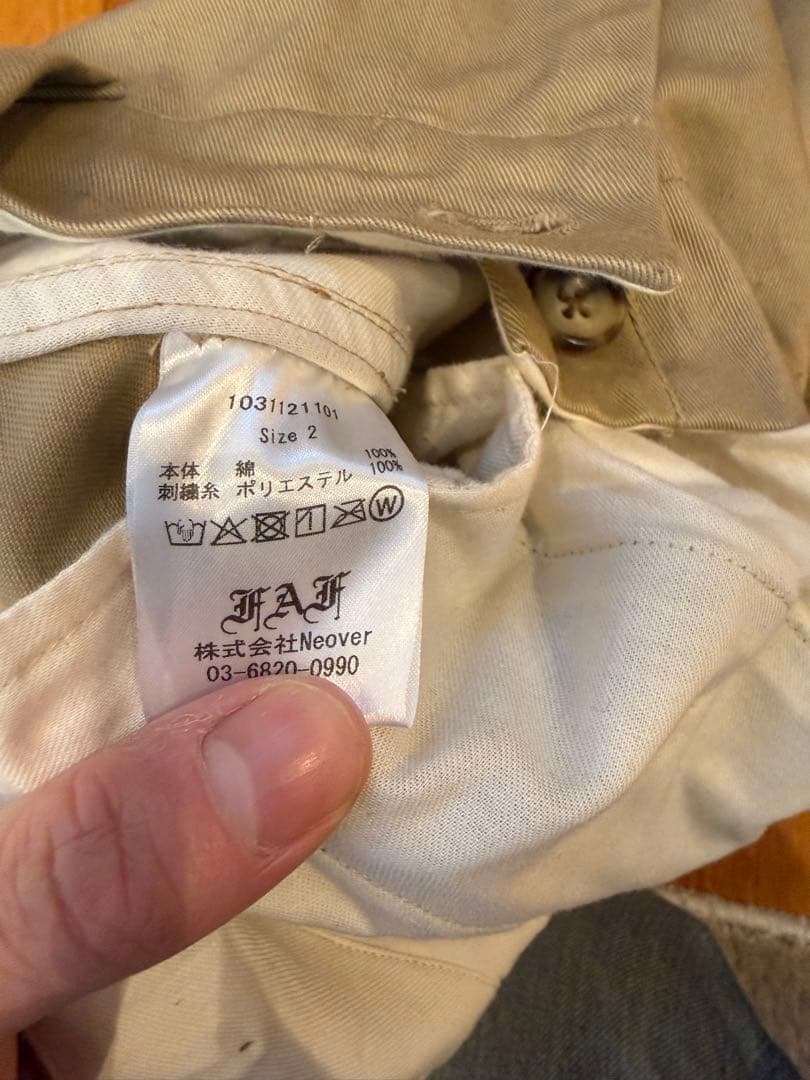 1031121101
Size 2
本体 綿 100%
刺繍糸 ポリエステル 100%
W
FAF
株式会社Neover
03-6820-0990